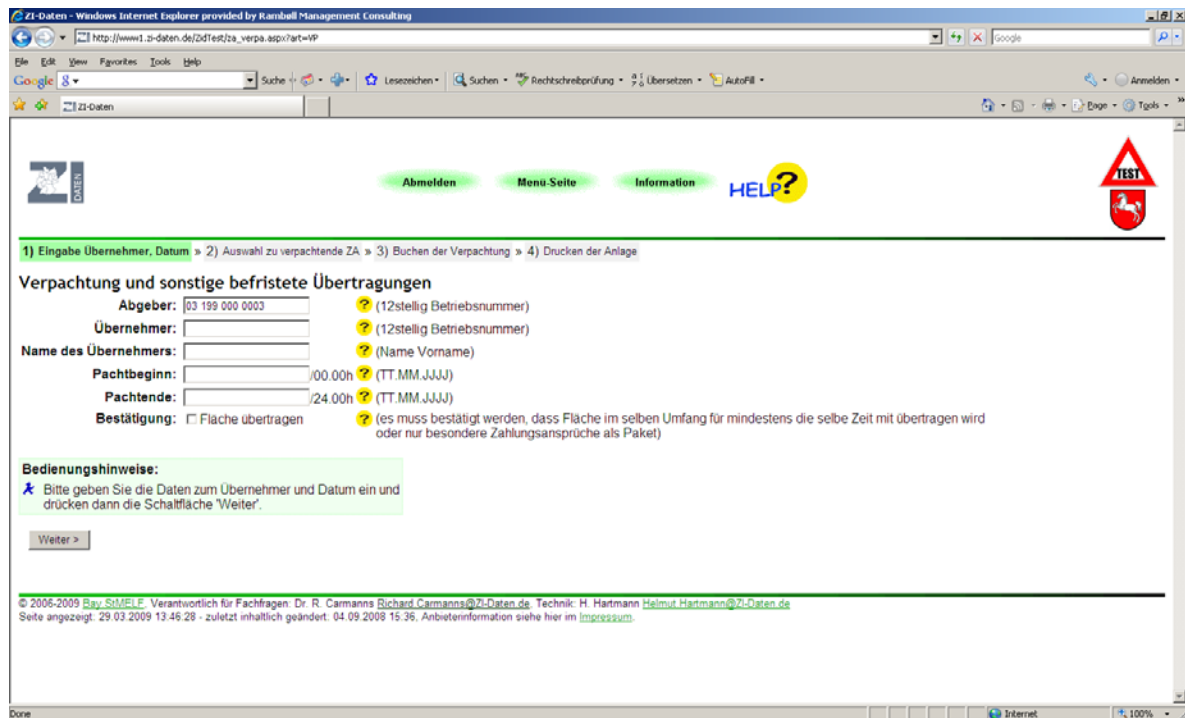 ZI-Daten - Windows Internet Explorer provided by Rambøll Management Consulting
http://www1.zi-daten.de/ZidTest/za_verpa.aspx?art=VP
Google
File Edit View Favorites Tools Help
Google Suche Lesezeichen Suchen Rechtschreibprüfung Übersetzen AutoFill Anmelden
ZI-Daten Page Tools
ZI DATEN
Abmelden Menü-Seite Information HELP?
TEST
1) Eingabe Übernehmer, Datum » 2) Auswahl zu verpachtende ZA » 3) Buchen der Verpachtung » 4) Drucken der Anlage
Verpachtung und sonstige befristete Übertragungen
Abgeber: 03 199 000 0003 ? (12stellig Betriebsnummer)
Übernehmer: ? (12stellig Betriebsnummer)
Name des Übernehmers: ? (Name Vorname)
Pachtbeginn: /00.00h ? (TT.MM.JJJJ)
Pachtende: /24.00h ? (TT.MM.JJJJ)
Bestätigung: Fläche übertragen ? (es muss bestätigt werden, dass Fläche im selben Umfang für mindestens die selbe Zeit mit übertragen wird
oder nur besondere Zahlungsansprüche als Paket)
Bedienungshinweise:
Bitte geben Sie die Daten zum Übernehmer und Datum ein und
drücken dann die Schaltfläche 'Weiter'.
Weiter >
© 2006-2009 Bay.StMELF. Verantwortlich für Fachfragen: Dr. R. Carmanns Richard.Carmanns@ZI-Daten.de. Technik: H. Hartmann Helmut.Hartmann@ZI-Daten.de
Seite angezeigt: 29.03.2009 13:46:28 - zuletzt inhaltlich geändert: 04.09.2008 15:36, Anbieterinformation siehe hier im Impressum.
Done Internet 100%